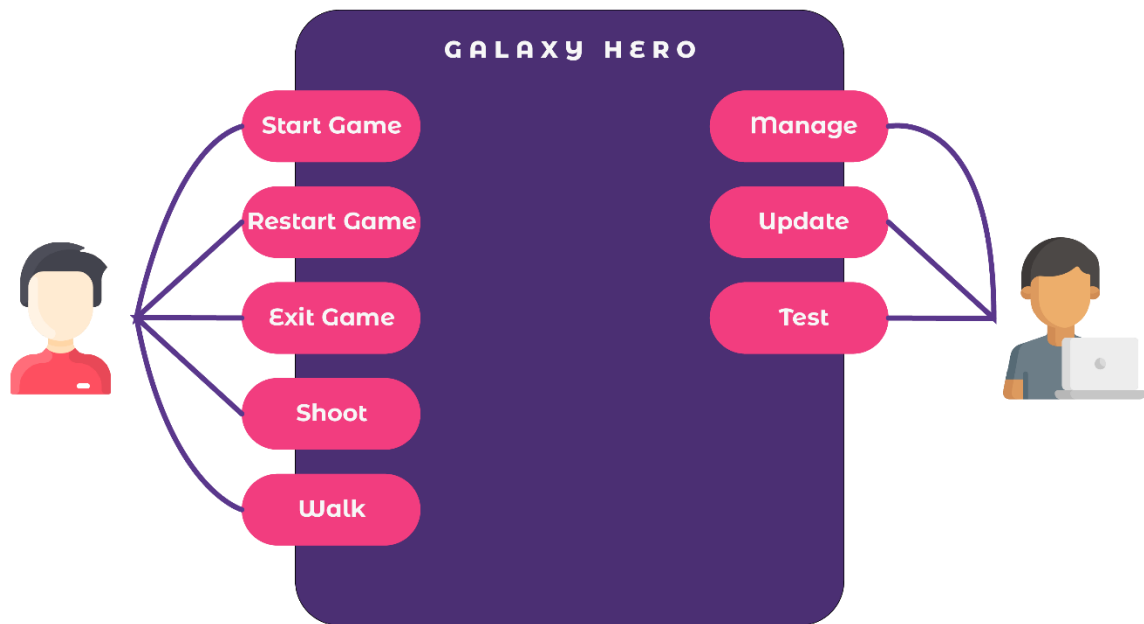 GALAXY HERO
Start Game
Restart Game
Exit Game
Shoot
Walk
Manage
Update
Test